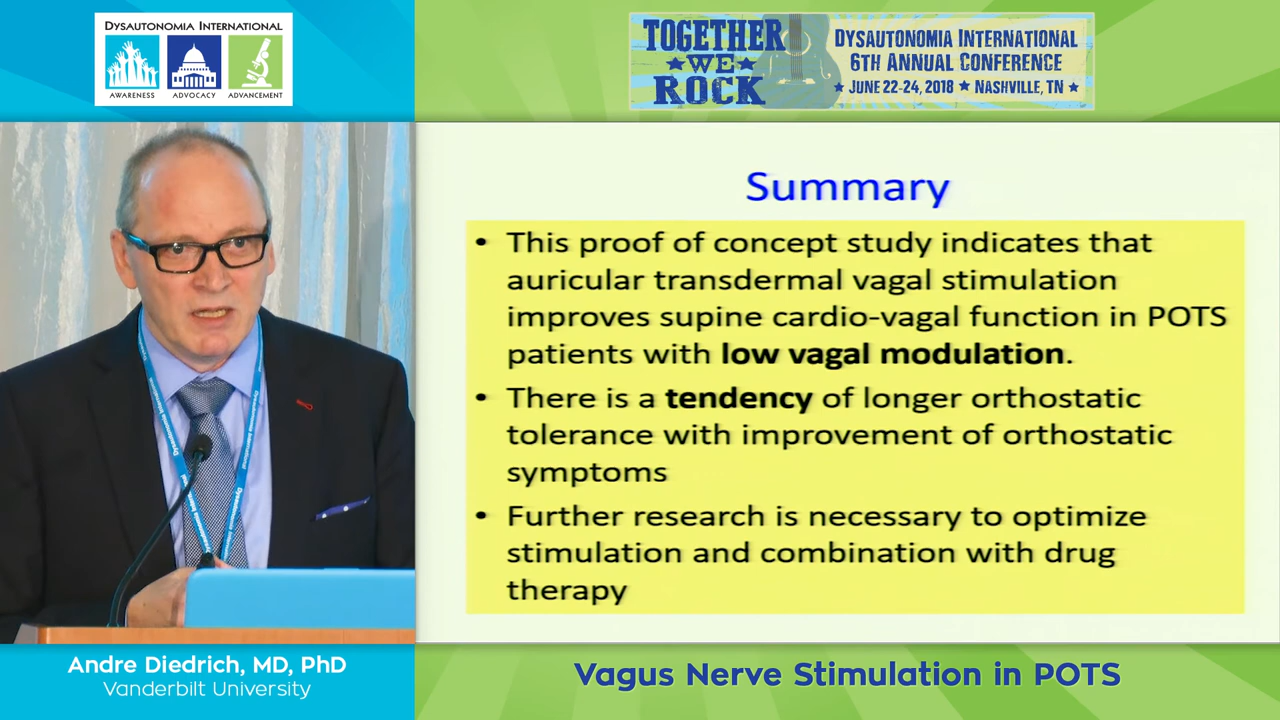 DYSAUTONOMIA INTERNATIONAL
AWARENESS
ADVOCACY
ADVANCEMENT
TOGETHER
WE
ROCK
DYSAUTONOMIA INTERNATIONAL
6TH ANNUAL CONFERENCE
JUNE 22-24, 2018 ★ NASHVILLE, TN
Summary
• This proof of concept study indicates that
auricular transdermal vagal stimulation
improves supine cardio-vagal function in POTS
patients with low vagal modulation.
• There is a tendency of longer orthostatic
tolerance with improvement of orthostatic
symptoms
• Further research is necessary to optimize
stimulation and combination with drug
therapy
Andre Diedrich, MD, PhD
Vanderbilt University
Vagus Nerve Stimulation in POTS